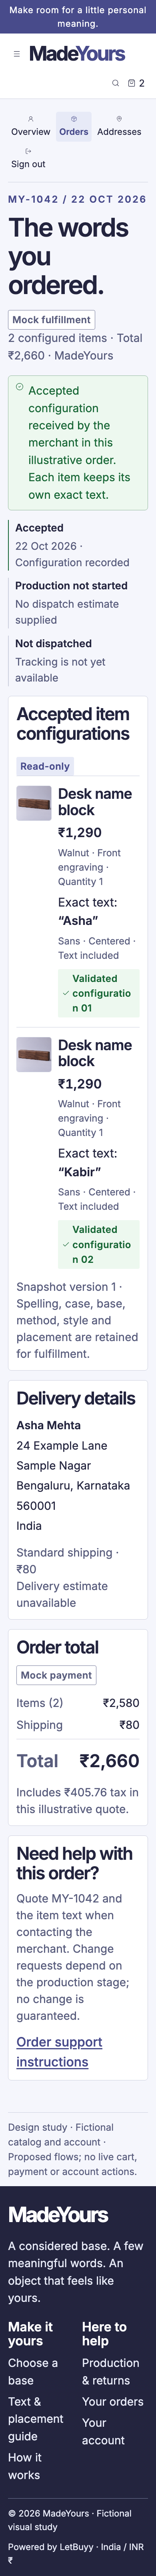 Make room for a little personal
meaning.
MadeYours
2
Overview
Orders
Addresses
Sign out
MY-1042 / 22 OCT 2026
The words
you
ordered.
Mock fulfillment
2 configured items · Total
₹2,660 · MadeYours
Accepted
configuration
received by the
merchant in this
illustrative order.
Each item keeps its
own exact text.
Accepted
22 Oct 2026 ·
Configuration recorded
Production not started
No dispatch estimate
supplied
Not dispatched
Tracking is not yet
available
Accepted item
configurations
Read-only
Desk name
block
₹1,290
Walnut · Front
engraving ·
Quantity 1
Exact text:
“Asha”
Sans · Centered ·
Text included
Validated
configuratio
n 01
Desk name
block
₹1,290
Walnut · Front
engraving ·
Quantity 1
Exact text:
“Kabir”
Sans · Centered ·
Text included
Validated
configuratio
n 02
Snapshot version 1 ·
Spelling, case, base,
method, style and
placement are retained
for fulfillment.
Delivery details
Asha Mehta
24 Example Lane
Sample Nagar
Bengaluru, Karnataka
560001
India
Standard shipping ·
₹80
Delivery estimate
unavailable
Order total
Mock payment
Items (2) ₹2,580
Shipping ₹80
Total ₹2,660
Includes ₹405.76 tax in
this illustrative quote.
Need help with
this order?
Quote MY-1042 and
the item text when
contacting the
merchant. Change
requests depend on
the production stage;
no change is
guaranteed.
Order support
instructions
Design study · Fictional
catalog and account ·
Proposed flows; no live cart,
payment or account actions.
MadeYours
A considered base. A few
meaningful words. An
object that feels like
yours.
Make it
yours
Choose a
base
Text &
placement
guide
How it
works
Here to
help
Production
& returns
Your orders
Your
account
© 2026 MadeYours · Fictional
visual study
Powered by LetBuyy · India / INR
₹